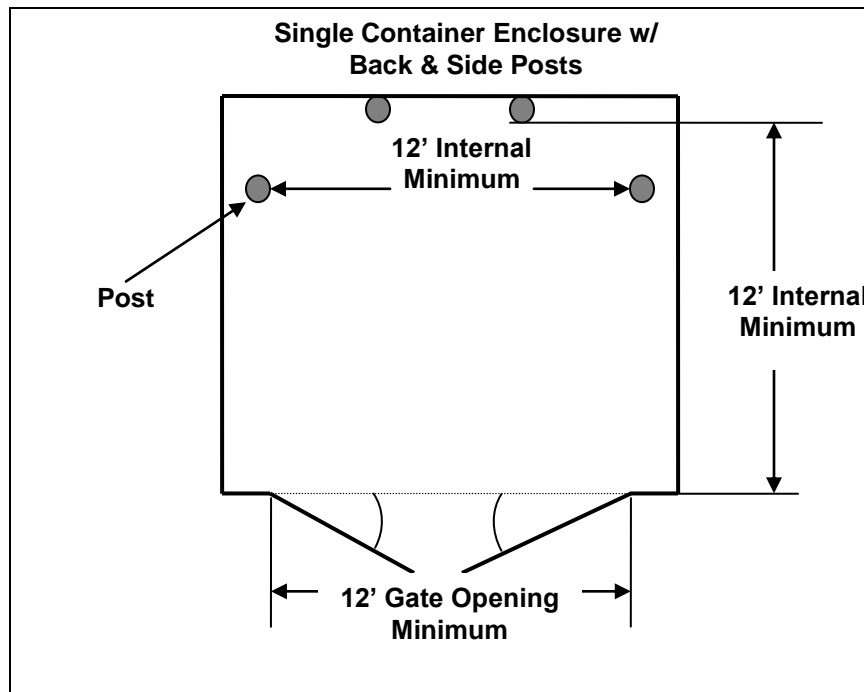 Single Container Enclosure w/
Back & Side Posts
12’ Internal
Minimum
Post
12’ Internal
Minimum
12’ Gate Opening
Minimum